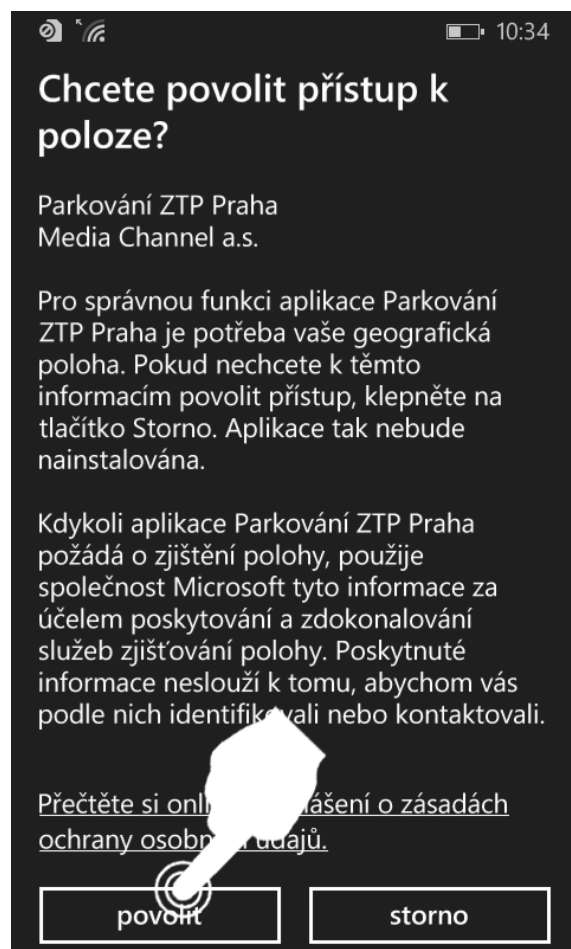 10:34
Chcete povolit přístup k
poloze?
Parkování ZTP Praha
Media Channel a.s.
Pro správnou funkci aplikace Parkování
ZTP Praha je potřeba vaše geografická
poloha. Pokud nechcete k těmto
informacím povolit přístup, klepněte na
tlačítko Storno. Aplikace tak nebude
nainstalována.
Kdykoli aplikace Parkování ZTP Praha
požádá o zjištění polohy, použije
společnost Microsoft tyto informace za
účelem poskytování a zdokonalování
služeb zjišťování polohy. Poskytnuté
informace neslouží k tomu, abychom vás
podle nich identifikovali nebo kontaktovali.
Přečtěte si o zásadách
ochrany údajů.
povolit
storno